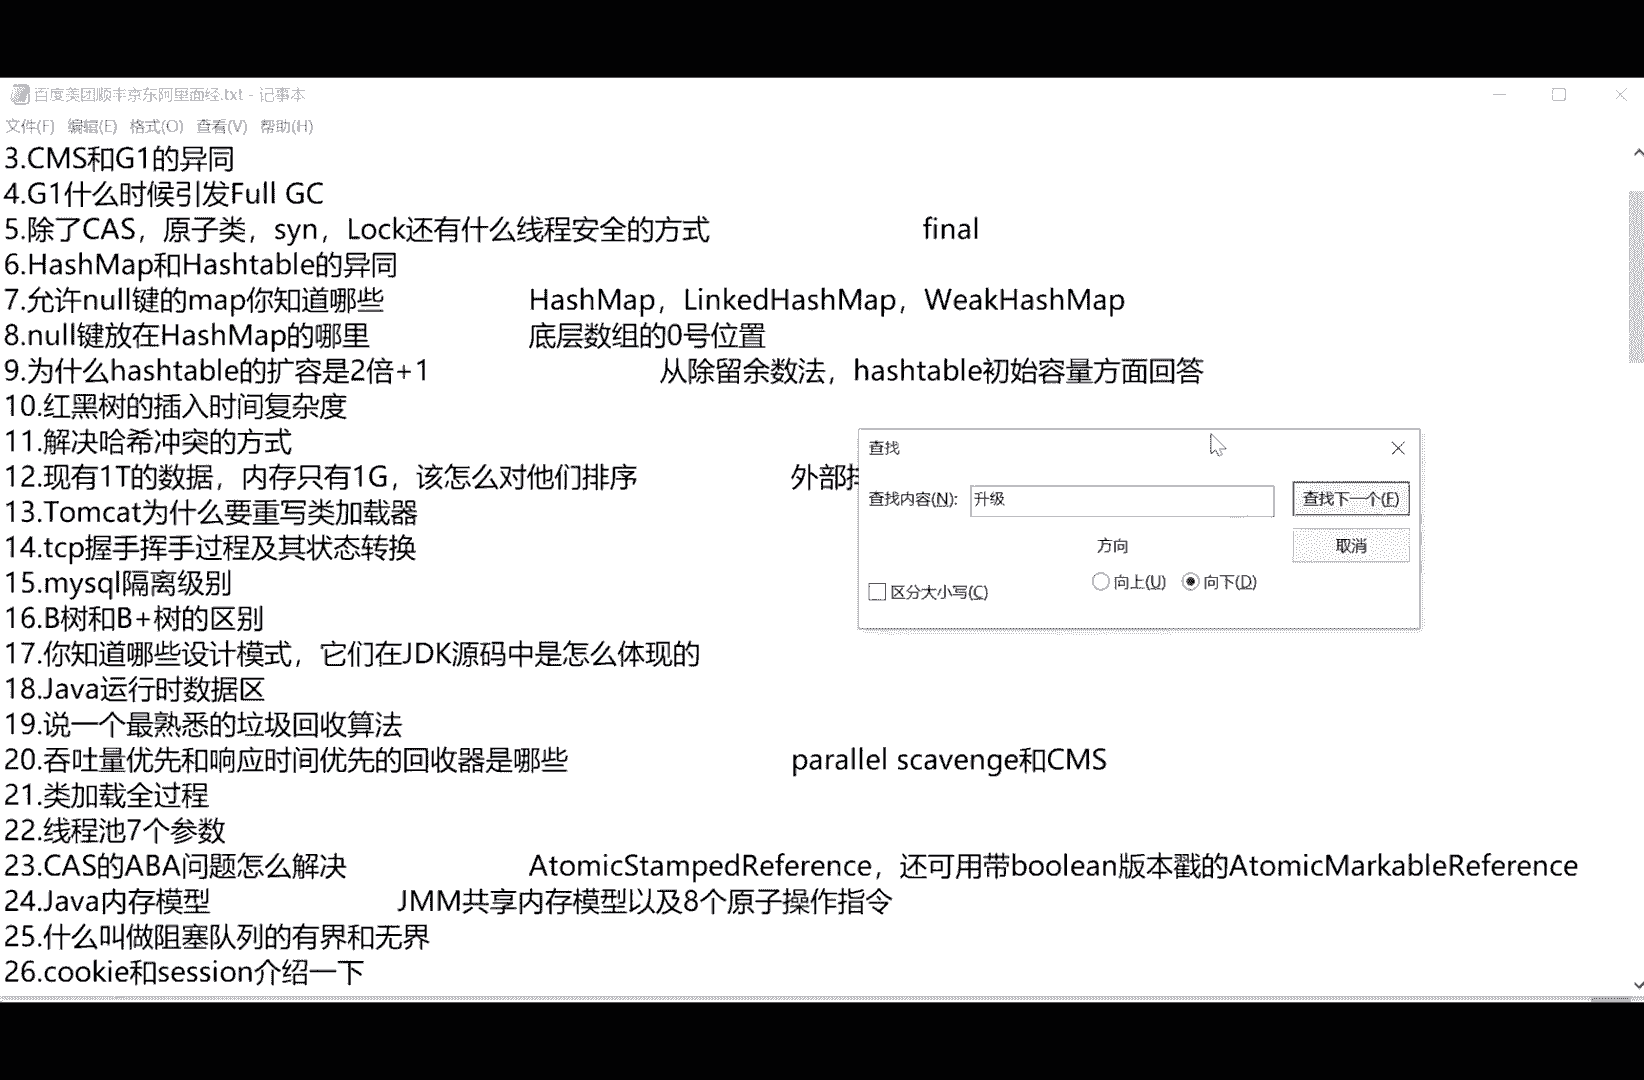 百度美团顺丰京东阿里面经.txt - 记事本
文件(F) 编辑(E) 格式(O) 查看(V) 帮助(H)
3.CMS和G1的异同
4.G1什么时候引发Full GC
5.除了CAS，原子类，syn，Lock还有什么线程安全的方式 final
6.HashMap和Hashtable的异同
7.允许null键的map你知道哪些 HashMap，LinkedHashMap，WeakHashMap
8.null键放在HashMap的哪里 底层数组的0号位置
9.为什么hashtable的扩容是2倍+1 从除留余数法，hashtable初始容量方面回答
10.红黑树的插入时间复杂度
11.解决哈希冲突的方式
12.现有1T的数据，内存只有1G，该怎么对他们排序 外部
13.Tomcat为什么要重写类加载器
14.tcp握手挥手过程及其状态转换
15.mysql隔离级别
16.B树和B+树的区别
17.你知道哪些设计模式，它们在JDK源码中是怎么体现的
18.Java运行时数据区
19.说一个最熟悉的垃圾回收算法
20.吞吐量优先和响应时间优先的回收器是哪些 parallel scavenge和CMS
21.类加载全过程
22.线程池7个参数
23.CAS的ABA问题怎么解决 AtomicStampedReference，还可用带boolean版本戳的AtomicMarkableReference
24.Java内存模型 JMM共享内存模型以及8个原子操作指令
25.什么叫做阻塞队列的有界和无界
26.cookie和session介绍一下
查找
查找内容(N): 升级 查找下一个(F)
方向 取消
向上(U) 向下(D)
区分大小写(C)